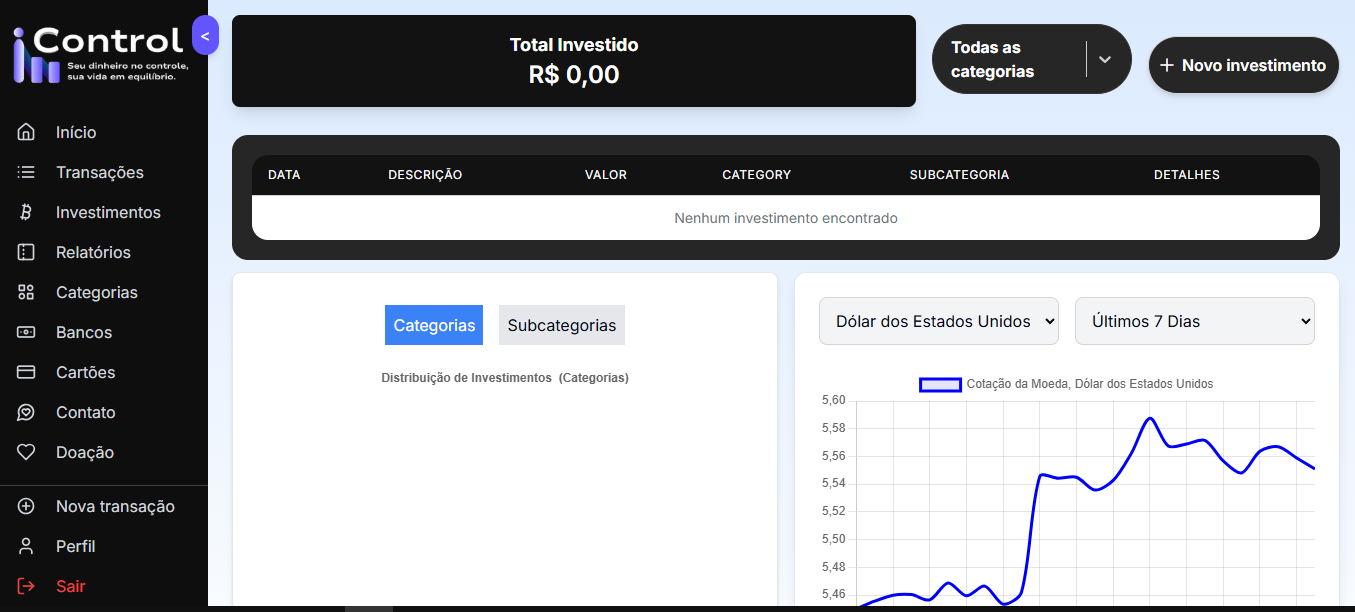 Control
Seu dinheiro no controle,
sua vida em equilíbrio.
<
Início
Transações
Investimentos
Relatórios
Categorias
Bancos
Cartões
Contato
Doação
Nova transação
Perfil
Sair
Total Investido
R$ 0,00
Todas as
categorias
+ Novo investimento
DATA DESCRIÇÃO VALOR CATEGORY SUBCATEGORIA DETALHES
Nenhum investimento encontrado
Categorias Subcategorias
Distribuição de Investimentos (Categorias)
Dólar dos Estados Unidos Últimos 7 Dias
Cotação da Moeda, Dólar dos Estados Unidos
5,60
5,58
5,56
5,54
5,52
5,50
5,48
5,46